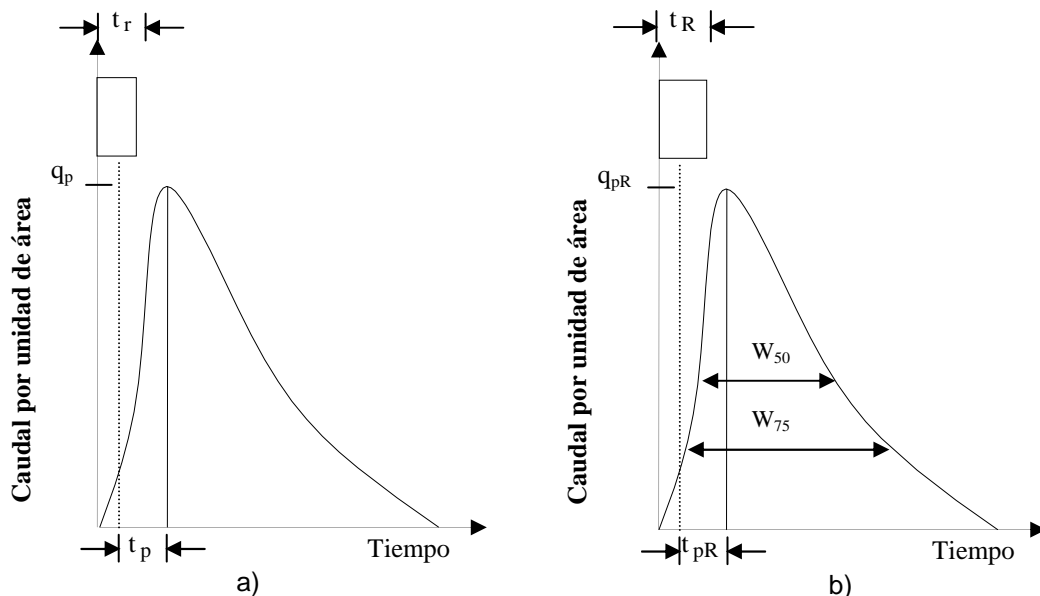 t r
q p
Caudal por unidad de área
t p
Tiempo
a)
t R
q pR
Caudal por unidad de área
W 50
W 75
t pR
Tiempo
b)